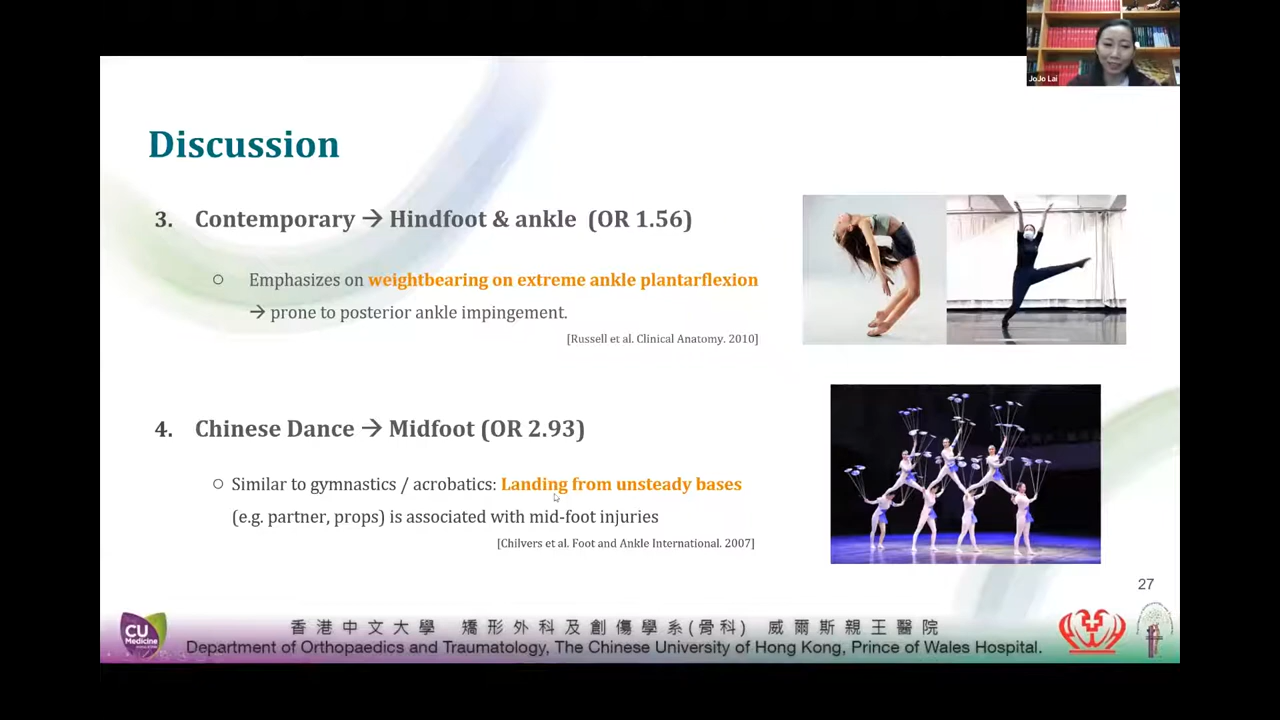 JoJo Lai
Discussion
3. Contemporary → Hindfoot & ankle (OR 1.56)
○ Emphasizes on weightbearing on extreme ankle plantarflexion
→ prone to posterior ankle impingement.
[Russell et al. Clinical Anatomy. 2010]
4. Chinese Dance → Midfoot (OR 2.93)
○ Similar to gymnastics / acrobatics: Landing from unsteady bases
(e.g. partner, props) is associated with mid-foot injuries
[Chilvers et al. Foot and Ankle International. 2007]
27
CU
Medicine
香港中文大學 矯形外科及創傷學系(骨科) 威爾斯親王醫院
Department of Orthopaedics and Traumatology, The Chinese University of Hong Kong, Prince of Wales Hospital.